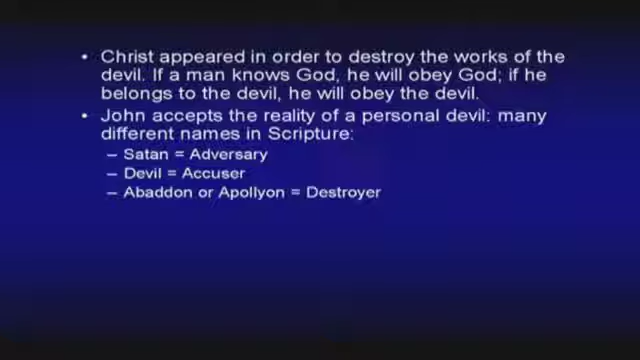 • Christ appeared in order to destroy the works of the
devil. If a man knows God, he will obey God; if he
belongs to the devil, he will obey the devil.
• John accepts the reality of a personal devil: many
different names in Scripture:
– Satan = Adversary
– Devil = Accuser
– Abaddon or Apollyon = Destroyer